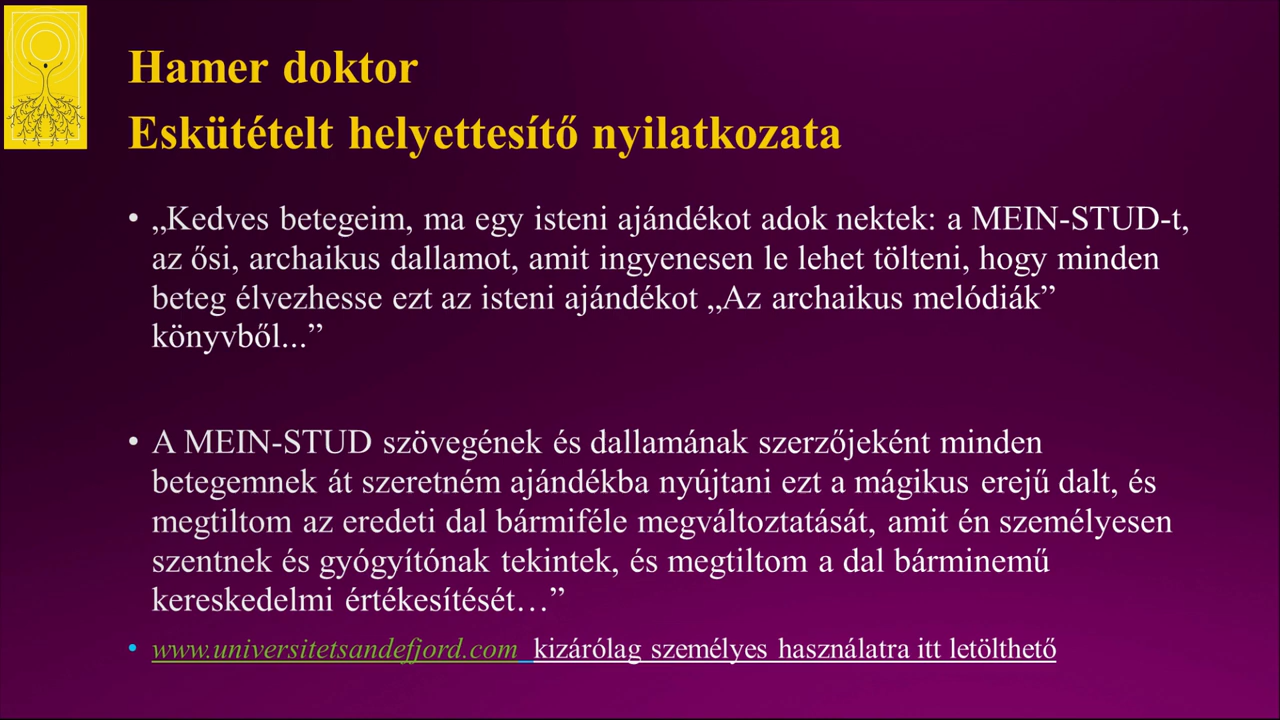 Hamer doktor
Eskütételt helyettesítő nyilatkozata
• „Kedves betegeim, ma egy isteni ajándékot adok nektek: a MEIN-STUD-t,
az ősi, archaikus dallamot, amit ingyenesen le lehet tölteni, hogy minden
beteg élvezhesse ezt az isteni ajándékot „Az archaikus melódiák”
könyvből...”
• A MEIN-STUD szövegének és dallamának szerzőjeként minden
betegemnek át szeretném ajándékba nyújtani ezt a mágikus erejű dalt, és
megtiltom az eredeti dal bármiféle megváltoztatását, amit én személyesen
szentnek és gyógyítónak tekintek, és megtiltom a dal bárminemű
kereskedelmi értékesítését…”
• www.universitetsandefjord.com kizárólag személyes használatra itt letölthető